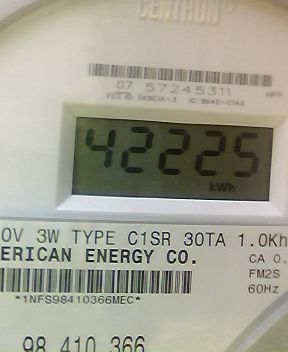 CENTRON®
07 57245311
42225
kWh
0V 3W TYPE C1SR 30TA 1.0Kh
ERICAN ENERGY CO.
CA 0.
FM2S
60Hz
*1NFS98410366MEC*
98 410 366